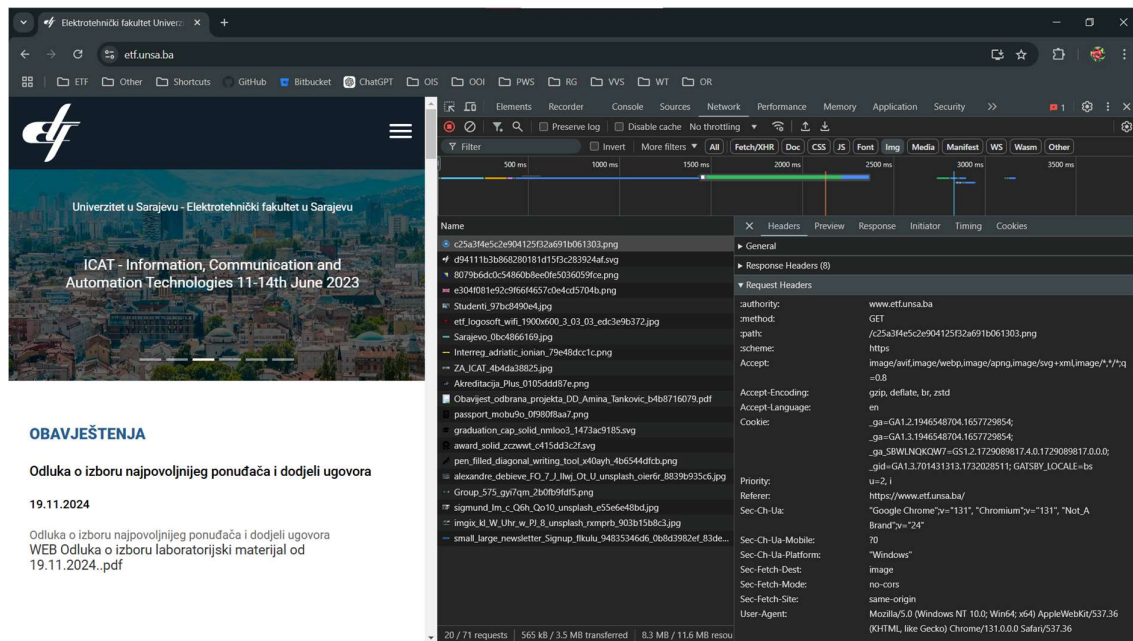 Elektrotehnički fakultet Univerz
etf.unsa.ba
ETF Other Shortcuts GitHub Bitbucket ChatGPT OIS OOI PWS RG VVS WT OR
Univerzitet u Sarajevu - Elektrotehnički fakultet u Sarajevu
ICAT - Information, Communication and
Automation Technologies 11-14th June 2023
OBAVJEŠTENJA
Odluka o izboru najpovoljnijeg ponuđača i dodjeli ugovora
19.11.2024
Odluka o izboru najpovoljnijeg ponuđača i dodjeli ugovora
WEB Odluka o izboru laboratorijski materijal od
19.11.2024..pdf
Elements Recorder Console Sources Network Performance Memory Application Security 1
Preserve log Disable cache No throttling
Filter Invert More filters All Fetch/XHR Doc CSS JS Font Img Media Manifest WS Wasm Other
500 ms 1000 ms 1500 ms 2000 ms 2500 ms 3000 ms 3500 ms
Name
c25a3f4e5c2e904125f32a691b061303.png
d94111b3b868280181d15f3c283924af.svg
8079b6dc0c54860b8ee0fe5036059fce.png
e304f081e92c9f66f4657c0e4cd5704b.png
Studenti_97bc8490e4.jpg
etf_logosoft_wifi_1900x600_3_03_03_edc3e9b372.jpg
Sarajevo_0bc4866169.jpg
Interreg_adriatic_ionian_79e48dcc1c.png
ZA_ICAT_4b4da38825.jpg
Akreditacija_Plus_0105ddd87e.png
Obavijest_odbrana_projekta_DD_Amina_Tankovic_b4b8716079.pdf
passport_mobu9o_0f980f8aa7.png
graduation_cap_solid_nmloo3_1473ac9185.svg
award_solid_zczwwt_c415dd3c2f.svg
pen_filled_diagonal_writing_tool_x40ayh_4b6544dfcb.png
alexandre_debieve_FO_7_J_Ilwj_Ot_U_unsplash_oier6r_8839b935c6.jpg
Group_575_gyi7qm_2b0fb9fdf5.png
sigmund_Im_c_Q6h_Qo10_unsplash_e55e6e48bd.jpg
imgix_kl_W_Uhr_w_PJ_8_unsplash_rxmprb_903b15b8c3.jpg
small_large_newsletter_Signup_flkulu_94835346d6_0b8d3982ef_83de...
20 / 71 requests 565 kB / 3.5 MB transferred 8.3 MB / 11.6 MB resou
Headers Preview Response Initiator Timing Cookies
General
Response Headers (8)
Request Headers
:authority: www.etf.unsa.ba
:method: GET
:path: /c25a3f4e5c2e904125f32a691b061303.png
:scheme: https
Accept: image/avif,image/webp,image/apng,image/svg+xml,image/*,*/*;q
=0.8
Accept-Encoding: gzip, deflate, br, zstd
Accept-Language: en
Cookie: _ga=GA1.2.1946548704.1657729854;
_ga=GA1.3.1946548704.1657729854;
_ga_SBWLNQKQW7=GS1.2.1729089817.4.0.1729089817.0.0.0;
_gid=GA1.3.701431313.1732028511; GATSBY_LOCALE=bs
Priority: u=2, i
Referer: https://www.etf.unsa.ba/
Sec-Ch-Ua: "Google Chrome";v="131", "Chromium";v="131", "Not_A
Brand";v="24"
Sec-Ch-Ua-Mobile: ?0
Sec-Ch-Ua-Platform: "Windows"
Sec-Fetch-Dest: image
Sec-Fetch-Mode: no-cors
Sec-Fetch-Site: same-origin
User-Agent: Mozilla/5.0 (Windows NT 10.0; Win64; x64) AppleWebKit/537.36
(KHTML, like Gecko) Chrome/131.0.0.0 Safari/537.36